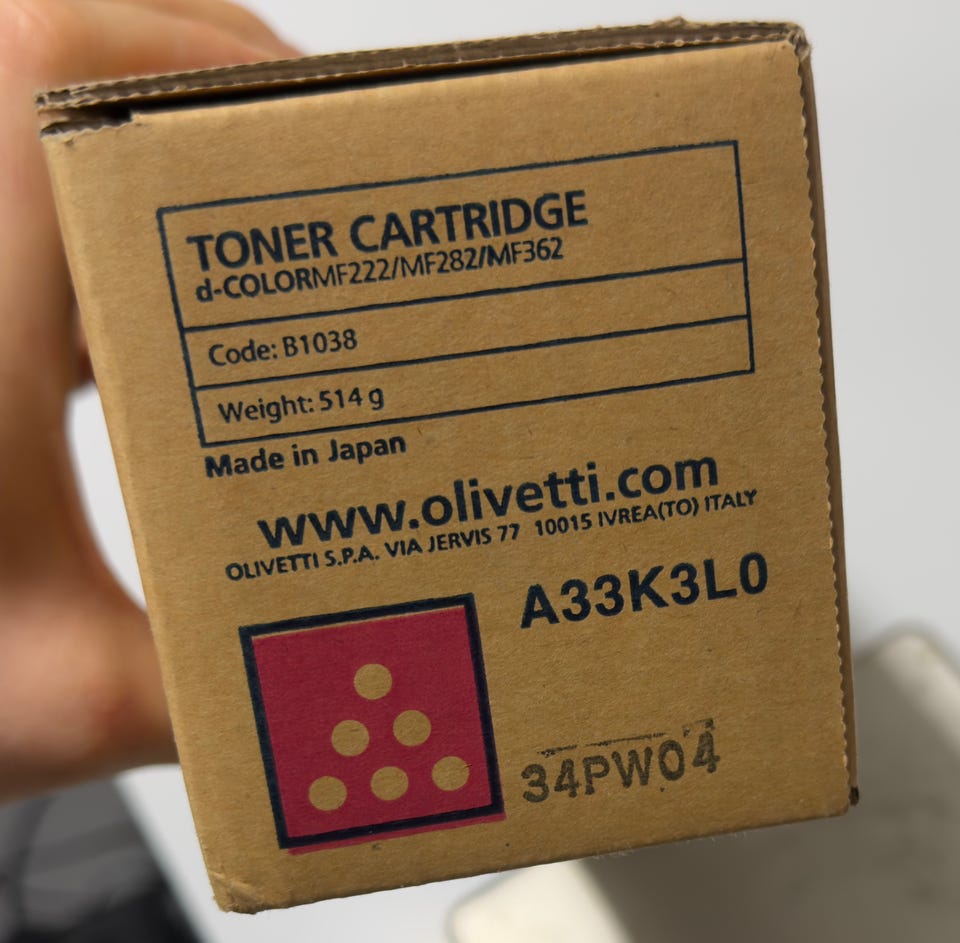 TONER CARTRIDGE
d-COLORMF222/MF282/MF362
Code: B1038
Weight: 514 g
Made in Japan
www.olivetti.com
OLIVETTI S.P.A. VIA JERVIS 77 10015 IVREA(TO) ITALY
A33K3L0
34PW04